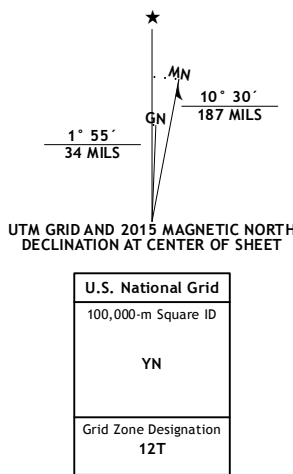 ★
MN
GN
1° 55´
34 MILS
10° 30´
187 MILS
UTM GRID AND 2015 MAGNETIC NORTH
DECLINATION AT CENTER OF SHEET
U.S. National Grid
100,000-m Square ID
YN
Grid Zone Designation
12T